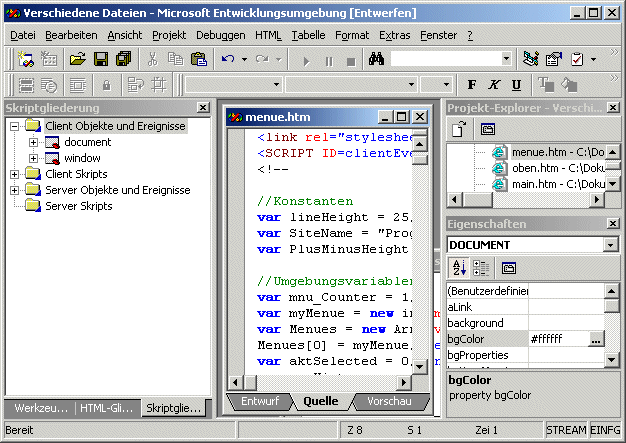 Verschiedene Dateien - Microsoft Entwicklungsumgebung [Entwerfen]
Datei Bearbeiten Ansicht Projekt Debuggen HTML Tabelle Format Extras Fenster ?
F K U
Skriptgliederung
Client Objekte und Ereignisse
document
window
Client Skripts
Server Objekte und Ereignisse
Server Skripts
Werkzeu... HTML-Gli... Skriptglie...
menue.htm
<link rel="styleshee
<SCRIPT ID=clientEve
<!--
//Konstanten
var lineHeight = 25,
var SiteName = "Prog
var PlusMinusHeight
//Umgebungsvariablen
var mnu_Counter = 1,
var myMenue = new in
var Menues = new Arr
Menues[0] = myMenue,
var aktSelected = 0,
Entwurf Quelle Vorschau
Projekt-Explorer - Verschi...
menue.htm - C:\Do
oben.htm - C:\Doku
main.htm - C:\Doku
Eigenschaften
DOCUMENT
(Benutzerdefinier
aLink
background
bgColor #ffffff ...
bgProperties
bgColor
property bgColor
Bereit Z 8 S 1 Zei 1 STREAM EINFG